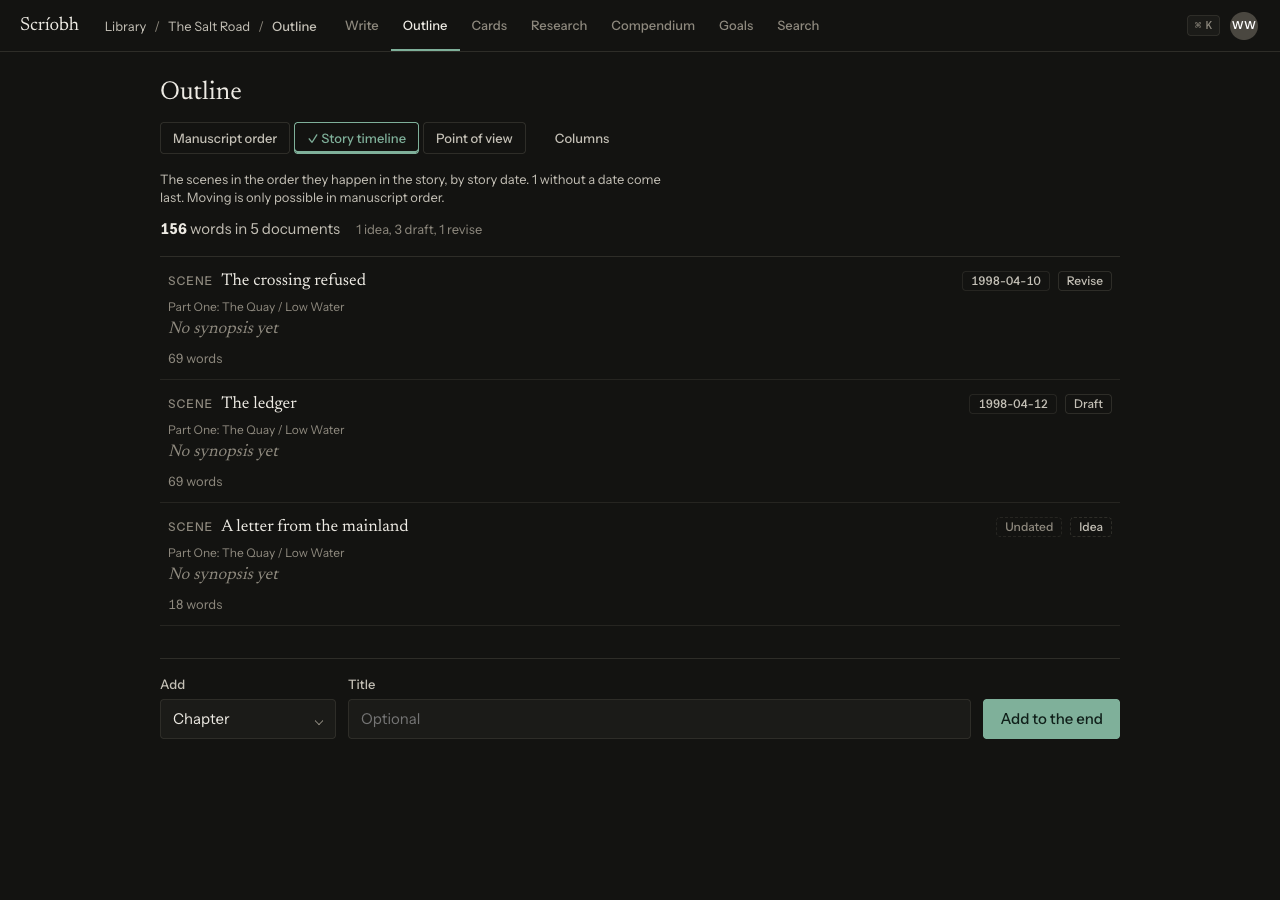 Scríobh
Library / The Salt Road / Outline
Write
Outline
Cards
Research
Compendium
Goals
Search
⌘ K
WW
Outline
Manuscript order
✓ Story timeline
Point of view
Columns
The scenes in the order they happen in the story, by story date. 1 without a date come
last. Moving is only possible in manuscript order.
156 words in 5 documents 1 idea, 3 draft, 1 revise
SCENE The crossing refused
1998-04-10 Revise
Part One: The Quay / Low Water
No synopsis yet
69 words
SCENE The ledger
1998-04-12 Draft
Part One: The Quay / Low Water
No synopsis yet
69 words
SCENE A letter from the mainland
Undated Idea
Part One: The Quay / Low Water
No synopsis yet
18 words
Add
Title
Chapter
Optional
Add to the end